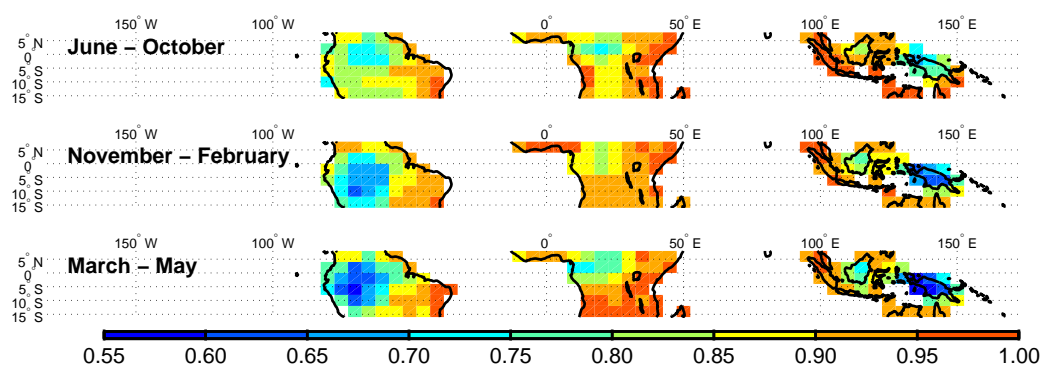 150° W 100° W 0° 50° E 100° E 150° E
June – October
5° N
0°
5° S
10° S
15° S
150° W 100° W 0° 50° E 100° E 150° E
November – February
5° N
0°
5° S
10° S
15° S
150° W 100° W 0° 50° E 100° E 150° E
March – May
5° N
0°
5° S
10° S
15° S
0.55 0.60 0.65 0.70 0.75 0.80 0.85 0.90 0.95 1.00